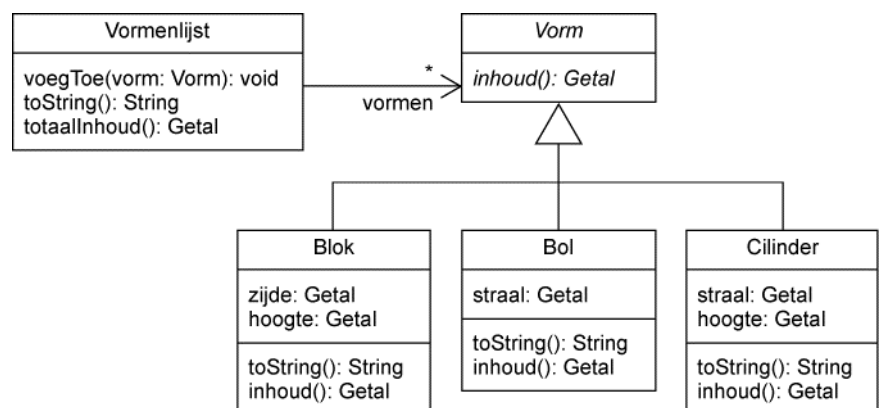 Vormenlijst
voegToe(vorm: Vorm): void
toString(): String
totaalInhoud(): Getal
*
vormen
Vorm
inhoud(): Getal
Blok
zijde: Getal
hoogte: Getal
toString(): String
inhoud(): Getal
Bol
straal: Getal
toString(): String
inhoud(): Getal
Cilinder
straal: Getal
hoogte: Getal
toString(): String
inhoud(): Getal